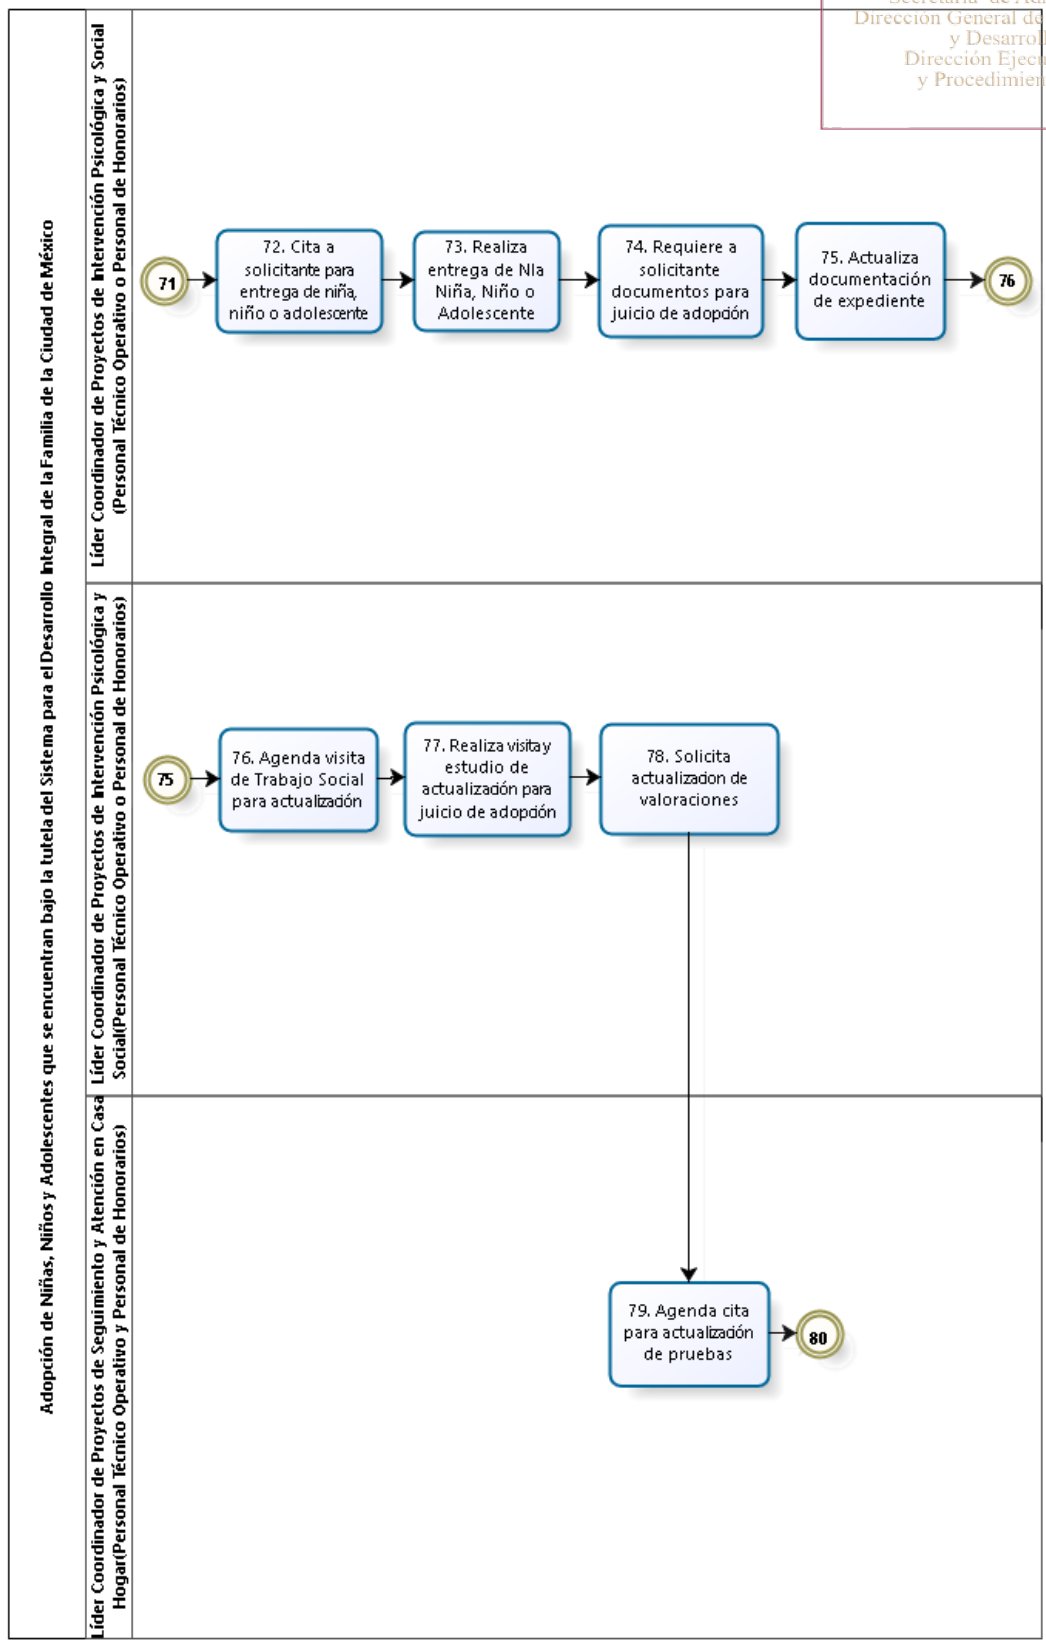 Dirección General de
y Desarroll
Dirección Ejecu
y Procedimien
Adopción de Niñas, Niños y Adolescentes que se encuentran bajo la tutela del Sistema para el Desarrollo Integral de la Familia de la Ciudad de México
Líder Coordinador de Proyectos de Intervención Psicológica y Social
(Personal Técnico Operativo o Personal de Honorarios)
71
72. Cita a
solicitante para
entrega de niña,
niño o adolescente
73. Realiza
entrega de Nla
Niña, Niño o
Adolescente
74. Requiere a
solicitante
documentos para
juicio de adopción
75. Actualiza
documentación
de expediente
76
Líder Coordinador de Proyectos de Intervención Psicológica y
Social(Personal Técnico Operativo o Personal de Honorarios)
75
76. Agenda visita
de Trabajo Social
para actualización
77. Realiza visita y
estudio de
actualización para
juicio de adopción
78. Solicita
actualizacion de
valoraciones
Líder Coordinador de Proyectos de Seguimiento y Atención en Casa
Hogar(Personal Técnico Operativo y Personal de Honorarios)
79. Agenda cita
para actualización
de pruebas
80